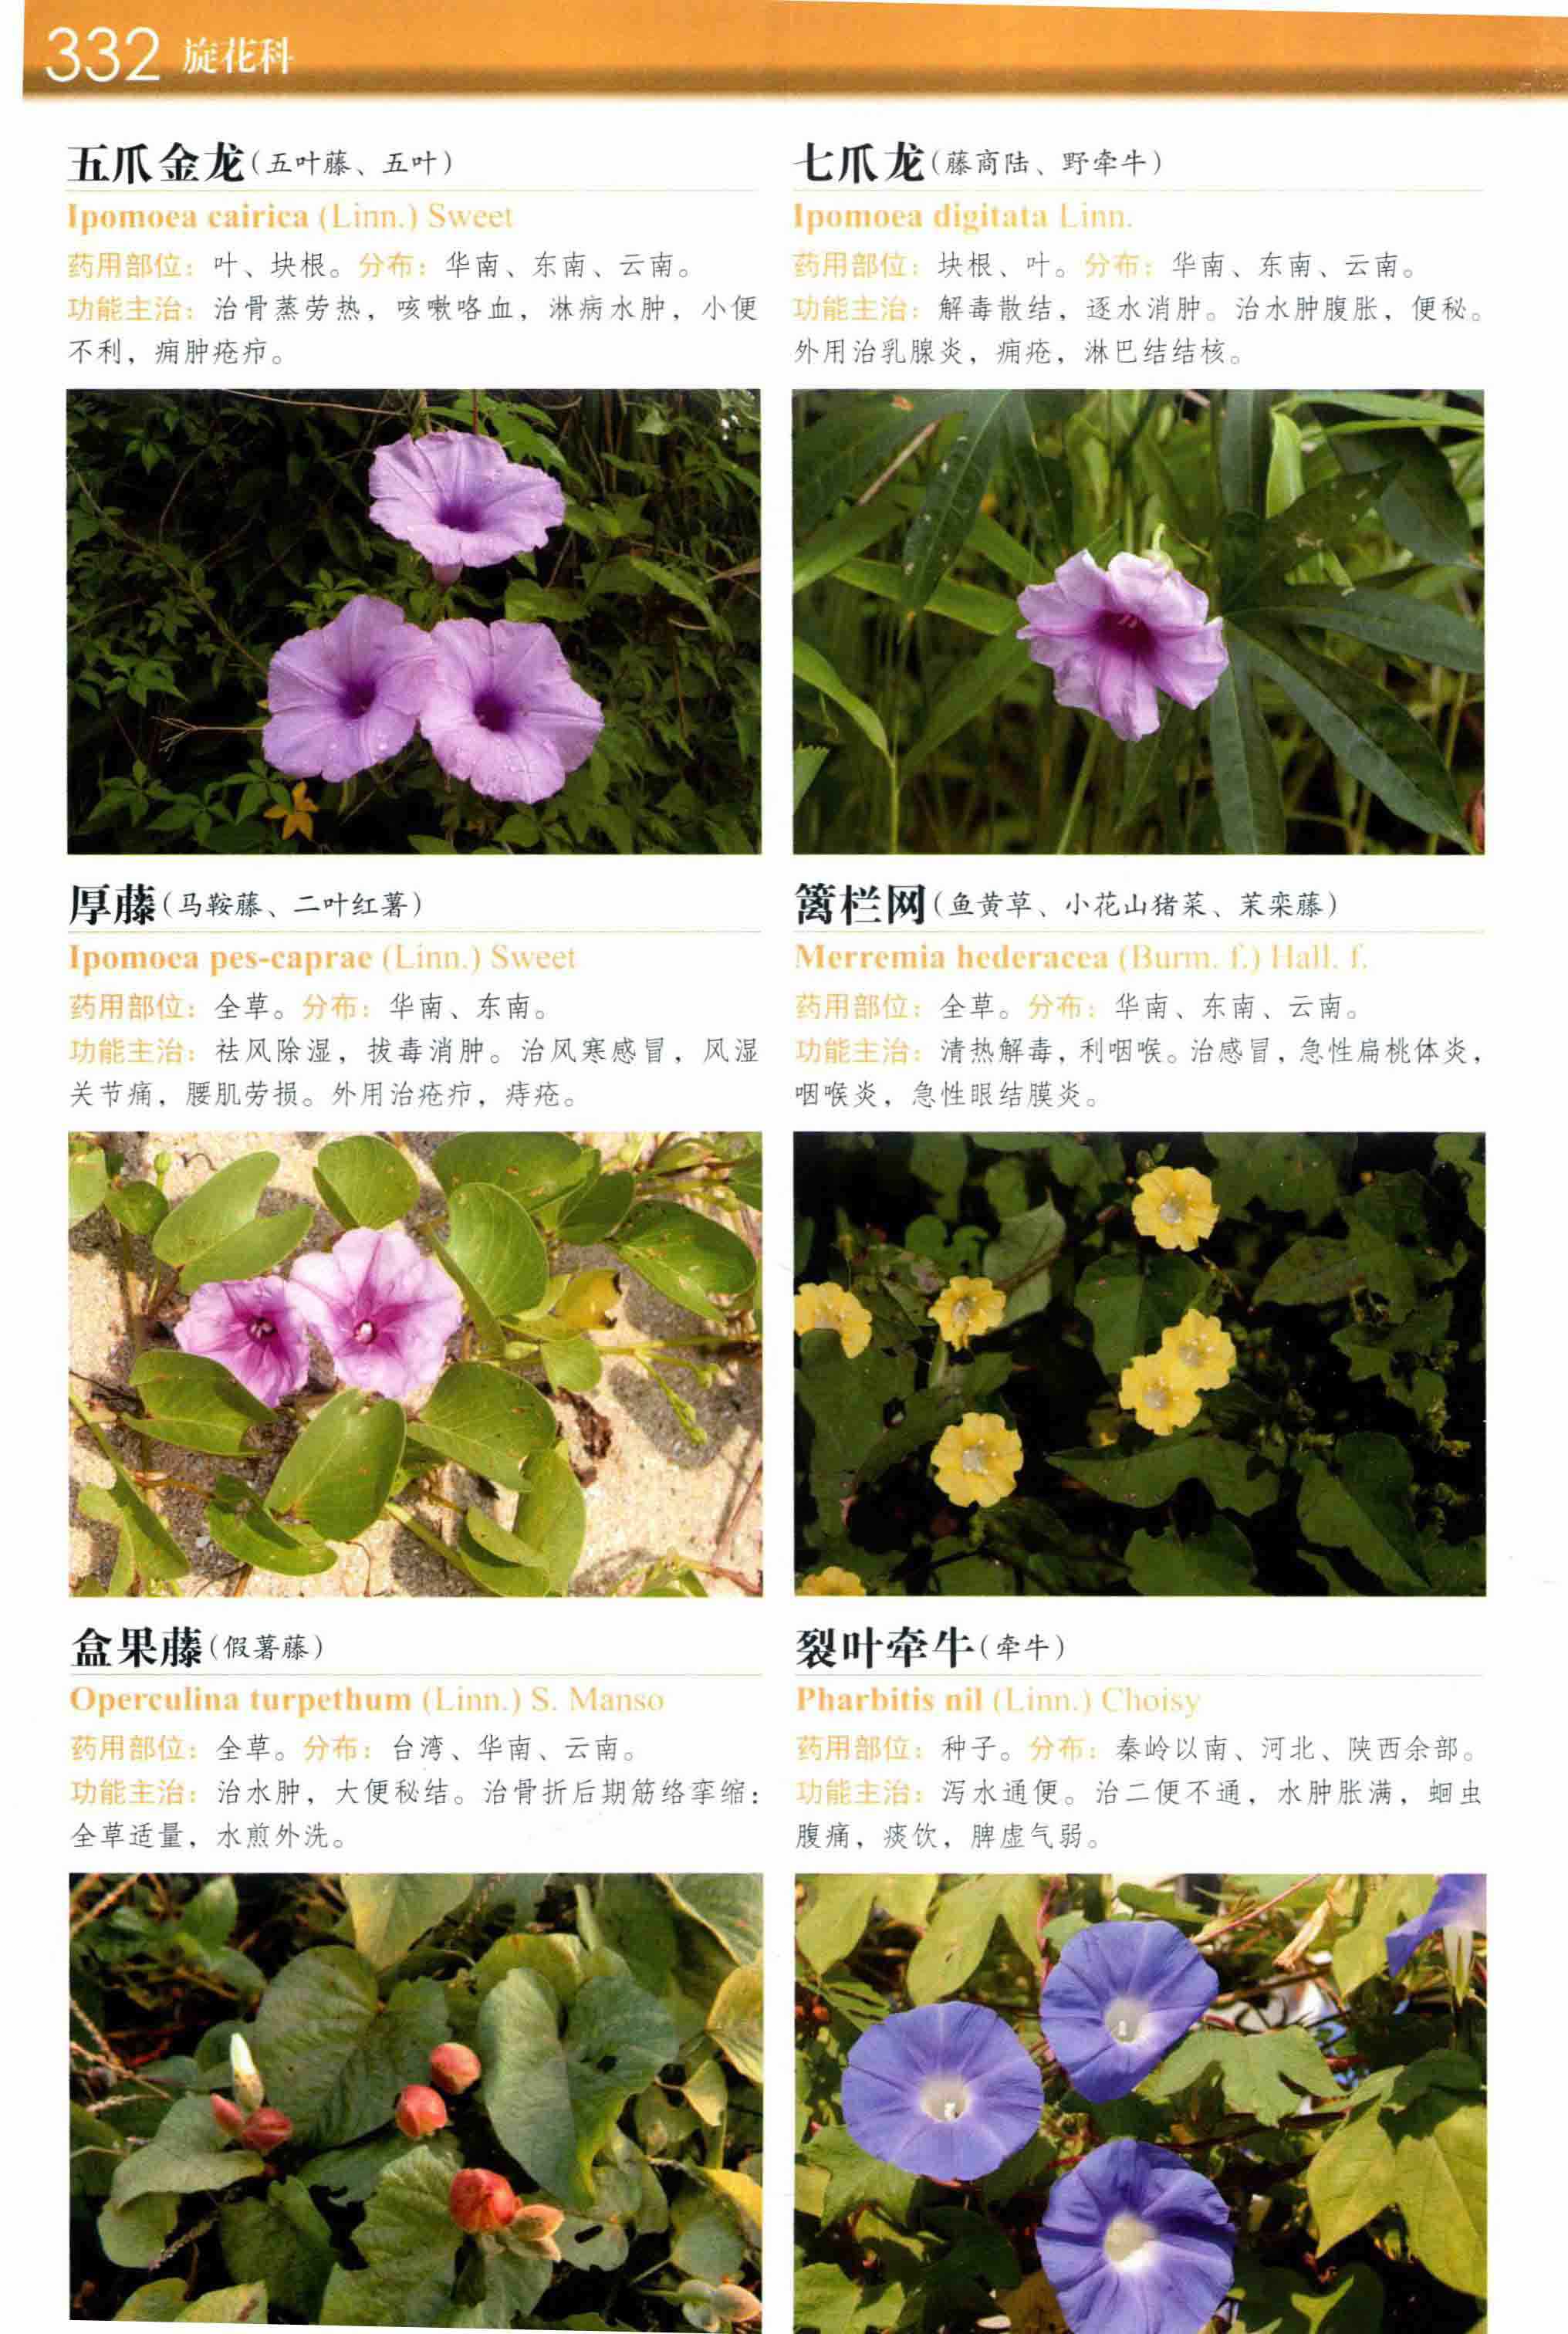 332 旋花科
五爪金龙(五叶藤、五叶)
Ipomoea cairica (Linn.) Sweet
药用部位：叶、块根。分布：华南、东南、云南。
功能主治：治骨蒸劳热，咳嗽咯血，淋病水肿，小便
不利，痈肿疮疖。
七爪龙(藤商陆、野牵牛)
Ipomoea digitata Linn.
药用部位：块根、叶。分布：华南、东南、云南。
功能主治：解毒散结，逐水消肿。治水肿腹胀，便秘。
外用治乳腺炎，痈疮，淋巴结结核。
厚藤(马鞍藤、二叶红薯)
Ipomoea pes-caprae (Linn.) Sweet
药用部位：全草。分布：华南、东南。
功能主治：祛风除湿，拔毒消肿。治风寒感冒，风湿
关节痛，腰肌劳损。外用治疮疖，痔疮。
篱栏网(鱼黄草、小花山猪菜、茉栾藤)
Merremia hederacea (Burm. f.) Hall. f.
药用部位：全草。分布：华南、东南、云南。
功能主治：清热解毒，利咽喉。治感冒，急性扁桃体炎，
咽喉炎，急性眼结膜炎。
盒果藤(假薯藤)
Operculina turpethum (Linn.) S. Manso
药用部位：全草。分布：台湾、华南、云南。
功能主治：治水肿，大便秘结。治骨折后期筋络挛缩：
全草适量，水煎外洗。
裂叶牵牛(牵牛)
Pharbitis nil (Linn.) Choisy
药用部位：种子。分布：秦岭以南、河北、陕西余部。
功能主治：泻水通便。治二便不通，水肿胀满，蛔虫
腹痛，痰饮，脾虚气弱。